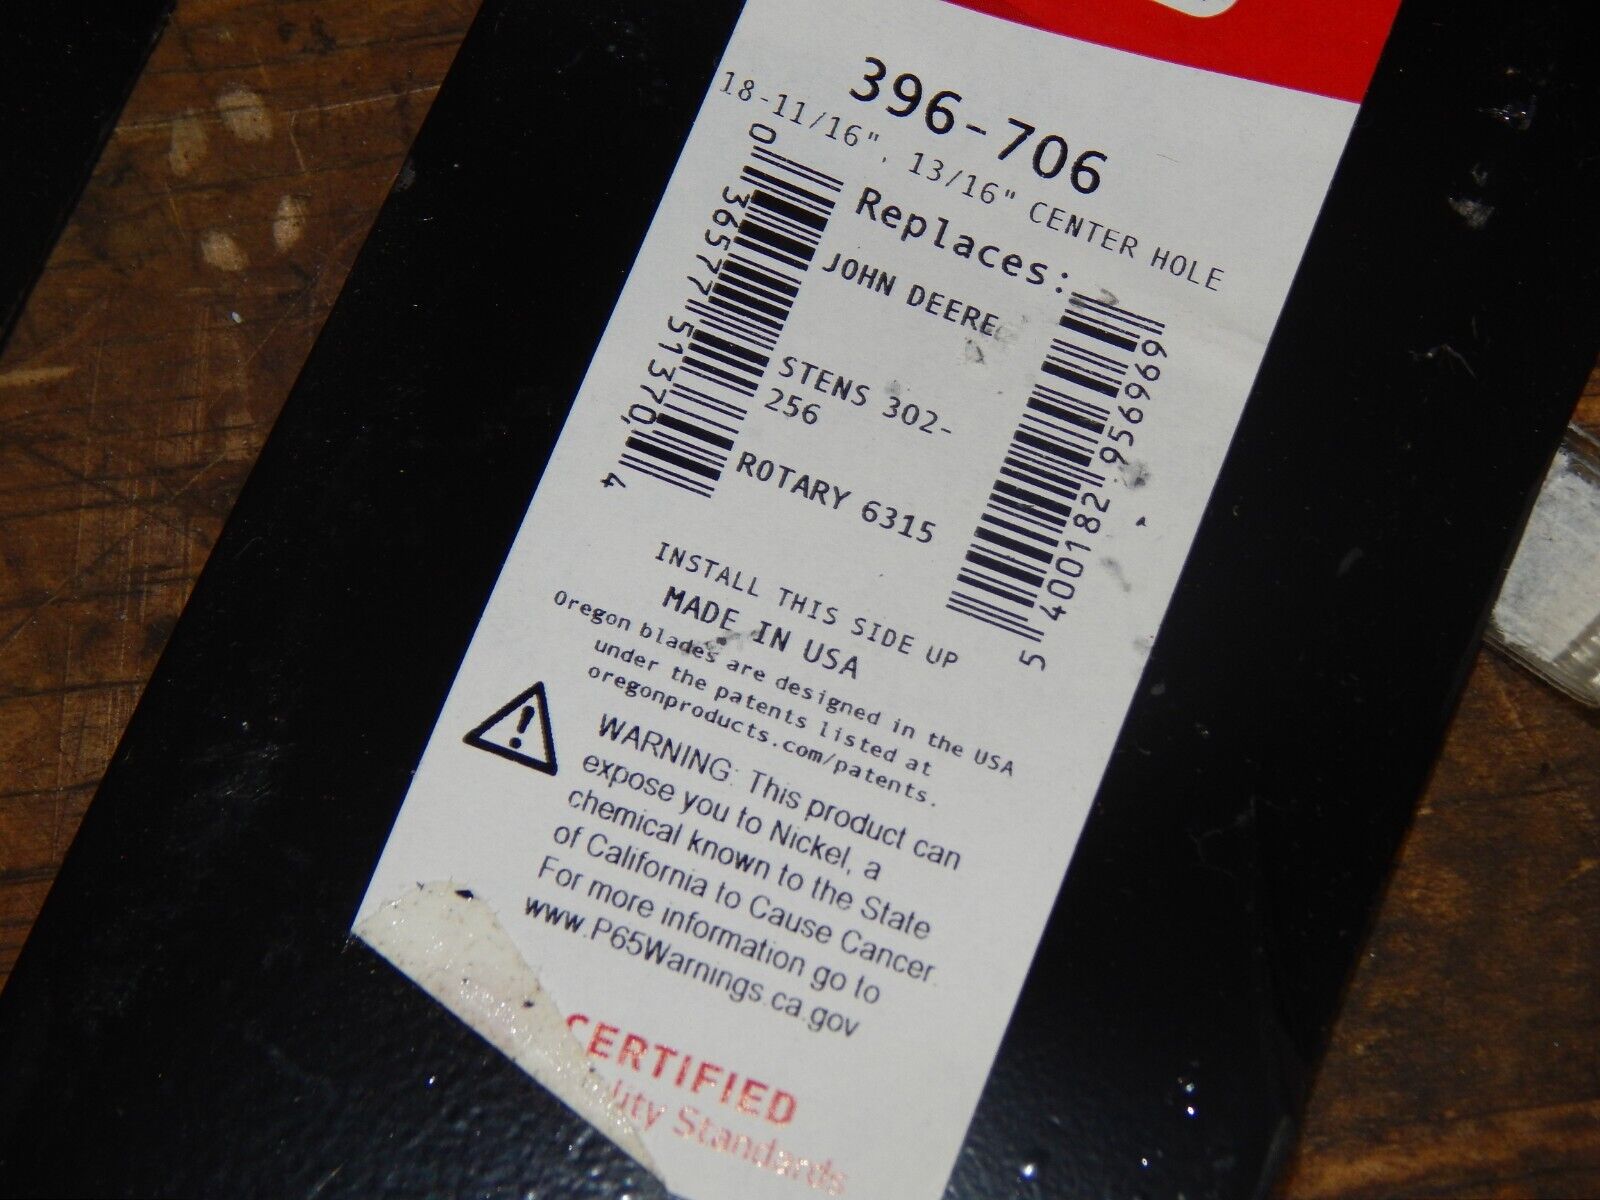 396-706
18-11/16", 13/16" CENTER HOLE
Replaces:
0 36577 51370 4
JOHN DEERE
STENS 302-
256
ROTARY 6315
5 400182 956969
INSTALL THIS SIDE UP
MADE IN USA
Oregon blades are designed in the USA
under the patents listed at
oregonproducts.com/patents.
WARNING: This product can
expose you to Nickel, a
chemical known to the State
of California to Cause Cancer.
For more information go to
www.P65Warnings.ca.gov
CERTIFIED
Standards